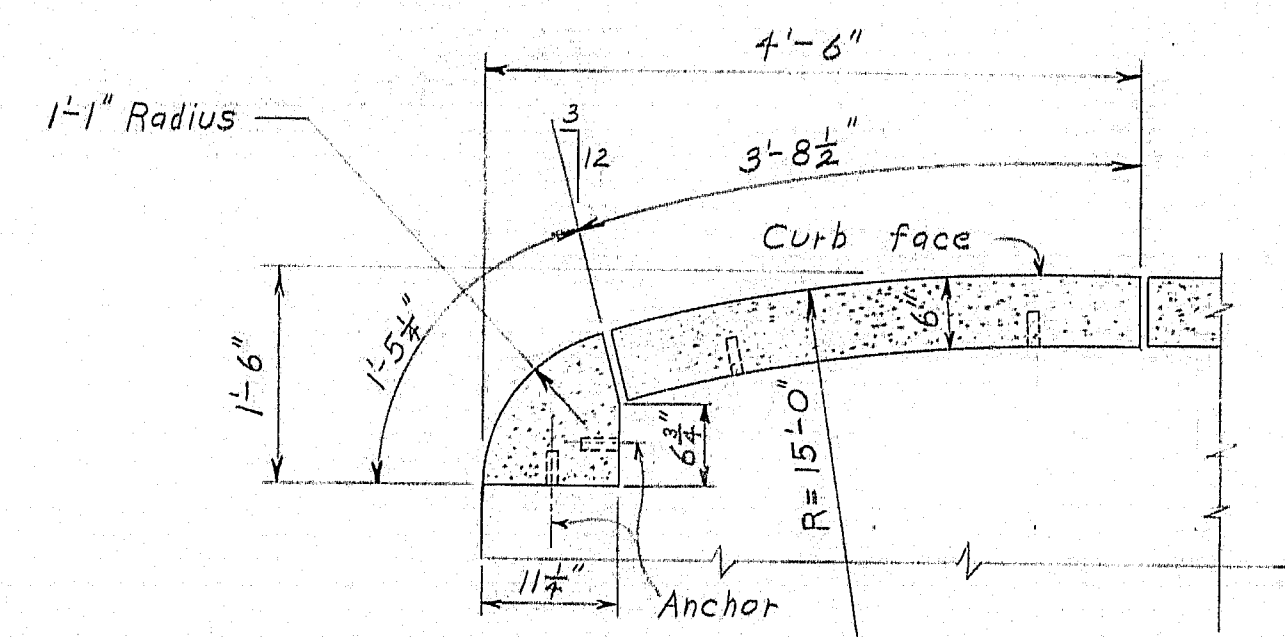 4'-6"
1'-1" Radius
3
12
3'-8 1/2"
Curb face
1'-6"
1'-5 1/4"
6"
6 3/4"
R=15'-0"
11 1/4"
Anchor